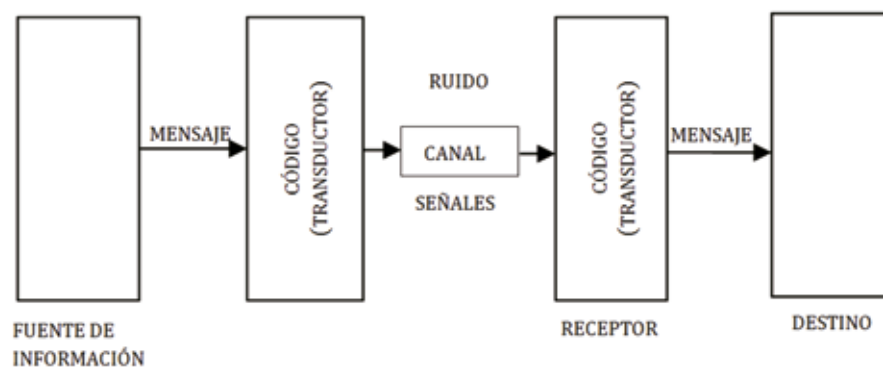 RUIDO
MENSAJE
CÓDIGO
(TRANSDUCTOR)
CANAL
SEÑALES
CÓDIGO
(TRANSDUCTOR)
MENSAJE
FUENTE DE
INFORMACIÓN
RECEPTOR
DESTINO